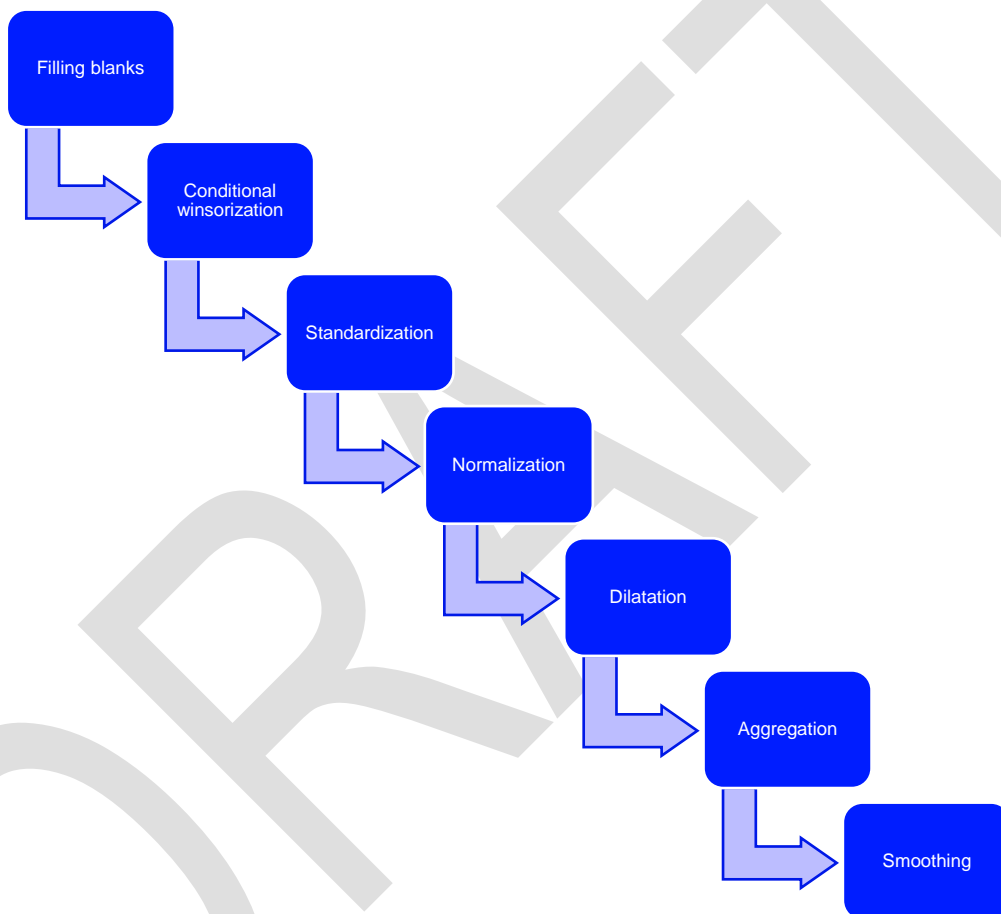 Filling blanks
Conditional
winsorization
Standardization
Normalization
Dilatation
Aggregation
Smoothing
DRAFT